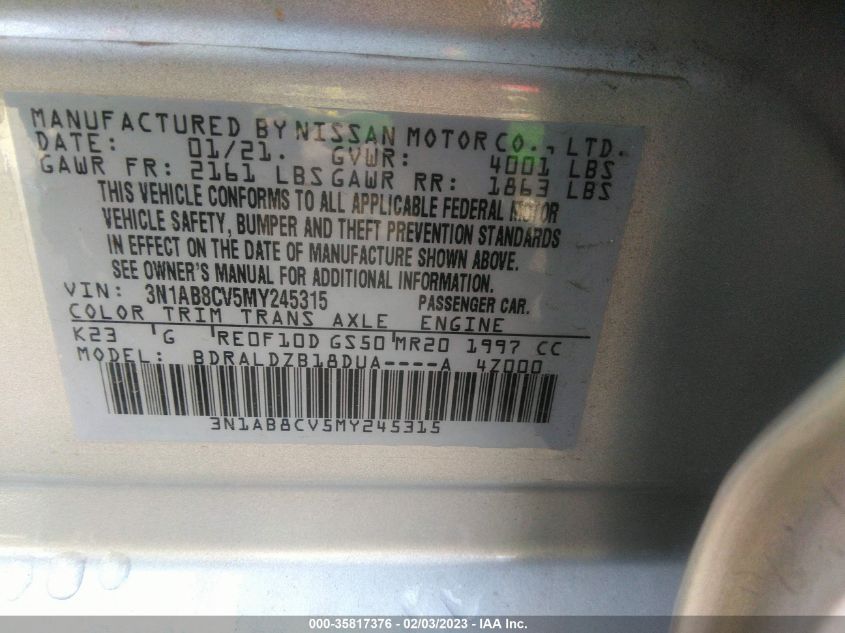 MANUFACTURED BY NISSAN MOTOR CO., LTD.
DATE: 01/21. GVWR: 4001 LBS
GAWR FR: 2161 LBS GAWR RR: 1863 LBS
THIS VEHICLE CONFORMS TO ALL APPLICABLE FEDERAL MOTOR
VEHICLE SAFETY, BUMPER AND THEFT PREVENTION STANDARDS
IN EFFECT ON THE DATE OF MANUFACTURE SHOWN ABOVE.
SEE OWNER'S MANUAL FOR ADDITIONAL INFORMATION.
VIN: 3N1AB8CV5MY245315 PASSENGER CAR.
COLOR TRIM TRANS AXLE ENGINE
K23 'G RE0F10D GS50'MR20 1997 CC
MODEL: BDRALDZB18DUA----A 47000
3N1AB8CV5MY245315
000-35817376 - 02/03/2023 - IAA Inc.